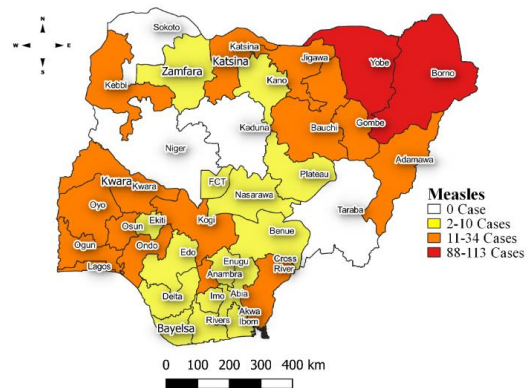 N
W E
S
Sokoto
Katsina
Jigawa
Yobe
Borno
Zamfara
Katsina
Kano
Kebbi
Gombe
Kaduna
Bauchi
Niger
Adamawa
Plateau
FCT
Kwara
Kwara
Nasarawa
Taraba
Oyo
Ekiti
Kogi
Osun
Benue
Ogun
Ondo
Edo
Enugu
Cross
River
Lagos
Anambra
Delta
Imo
Abia
Akwa
Ibom
Rivers
Bayelsa
Measles
0 Case
2-10 Cases
11-34 Cases
88-113 Cases
0 100 200 300 400 km